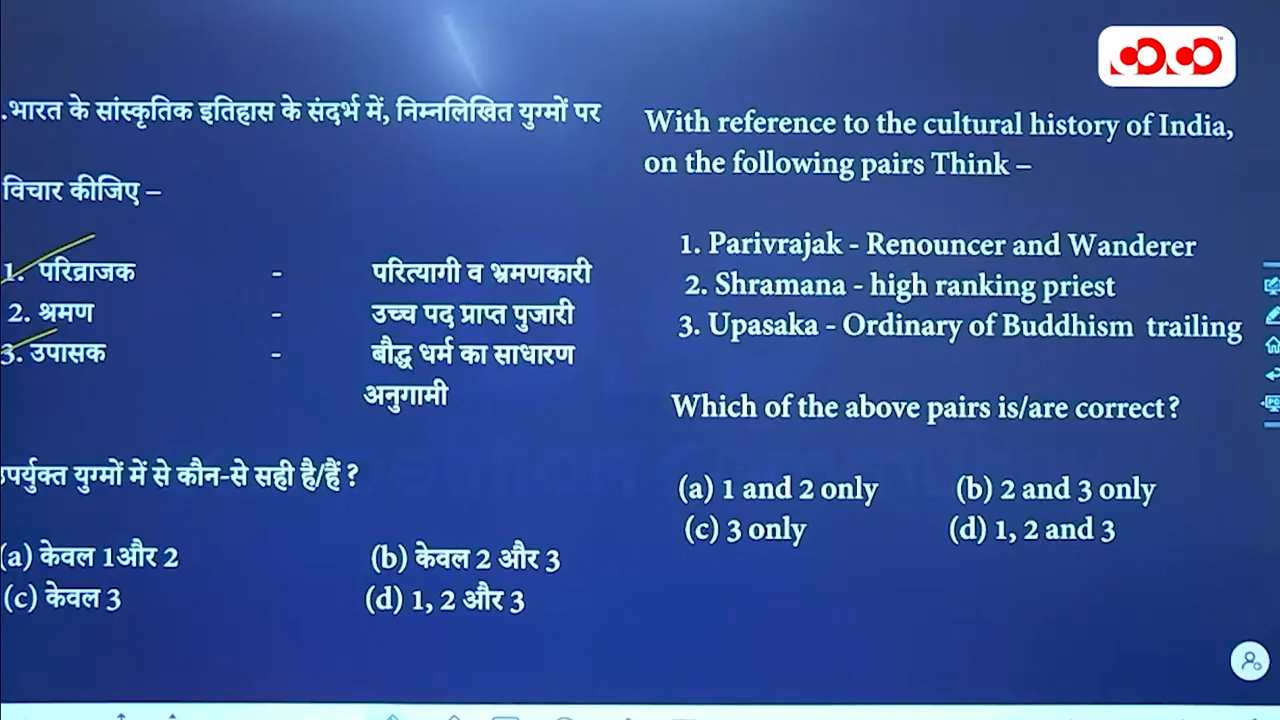 .भारत के सांस्कृतिक इतिहास के संदर्भ में, निम्नलिखित युग्मों पर
विचार कीजिए –
1. परिव्राजक - परित्यागी व भ्रमणकारी
2. श्रमण - उच्च पद प्राप्त पुजारी
3. उपासक - बौद्ध धर्म का साधारण
अनुगामी
उपर्युक्त युग्मों में से कौन-से सही है/हैं ?
(a) केवल 1और 2 (b) केवल 2 और 3
(c) केवल 3 (d) 1, 2 और 3
With reference to the cultural history of India,
on the following pairs Think –
1. Parivrajak - Renouncer and Wanderer
2. Shramana - high ranking priest
3. Upasaka - Ordinary of Buddhism trailing
Which of the above pairs is/are correct?
(a) 1 and 2 only (b) 2 and 3 only
(c) 3 only (d) 1, 2 and 3